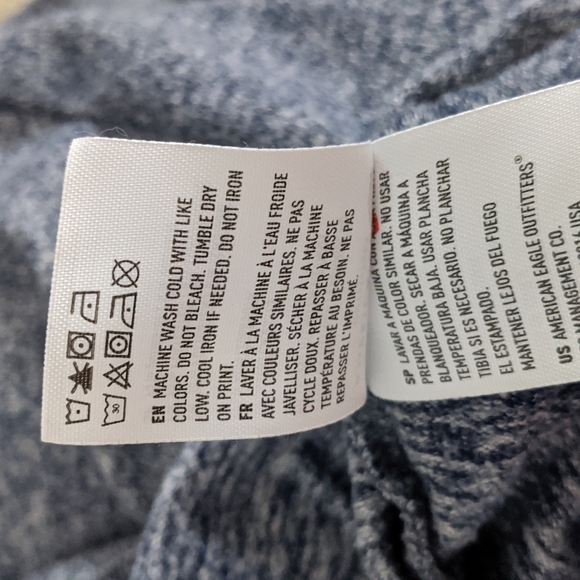 30
EN MACHINE WASH COLD WITH LIKE
COLORS. DO NOT BLEACH. TUMBLE DRY
LOW. COOL IRON IF NEEDED. DO NOT IRON
ON PRINT.
FR LAVER À LA MACHINE À L'EAU FROIDE
AVEC COULEURS SIMILAIRES. NE PAS
JAVELLISER. SÉCHER À LA MACHINE
CYCLE DOUX. REPASSER À BASSE
TEMPÉRATURE AU BESOIN. NE PAS
REPASSER L'IMPRIMÉ.
SP LAVAR A MÁQUINA CON
PRENDAS DE COLOR SIMILAR. NO USAR
BLANQUEADOR. SECAR A MÁQUINA A
TEMPERATURA BAJA. USAR PLANCHA
TIBIA SI ES NECESARIO. NO PLANCHAR
EL ESTAMPADO.
MANTENER LEJOS DEL FUEGO
US AMERICAN EAGLE OUTFITTERS®
MANAGEMENT CO.
USA